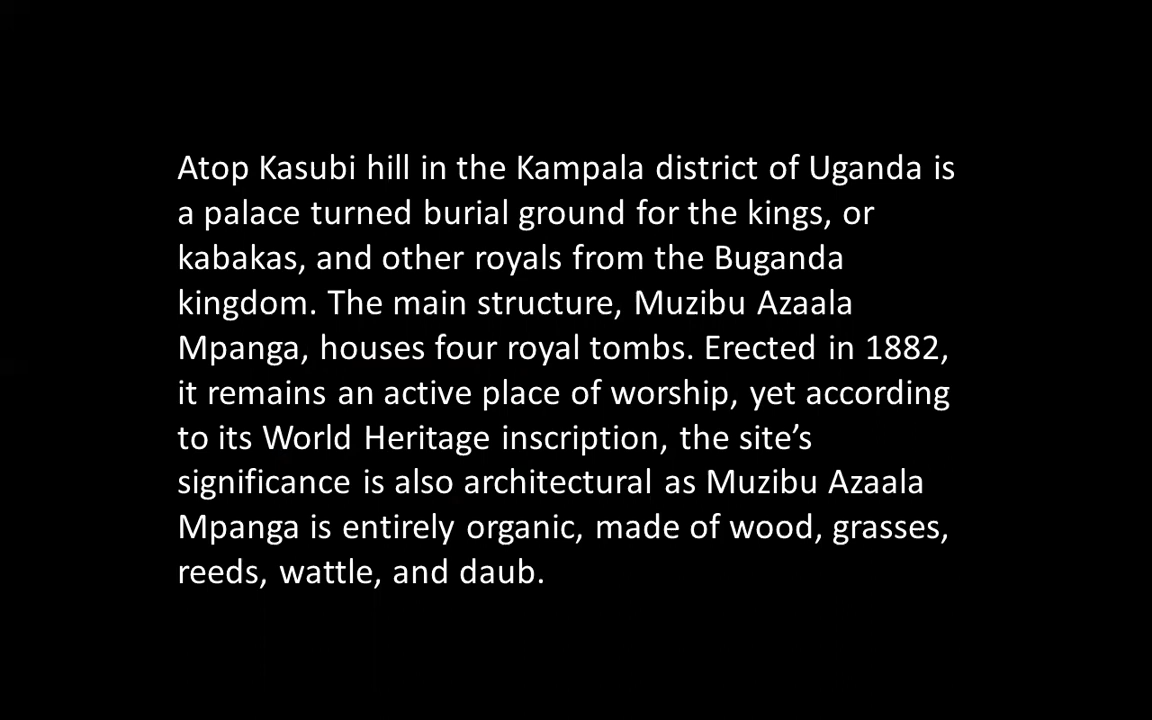 Atop Kasubi hill in the Kampala district of Uganda is
a palace turned burial ground for the kings, or
kabakas, and other royals from the Buganda
kingdom. The main structure, Muzibu Azaala
Mpanga, houses four royal tombs. Erected in 1882,
it remains an active place of worship, yet according
to its World Heritage inscription, the site’s
significance is also architectural as Muzibu Azaala
Mpanga is entirely organic, made of wood, grasses,
reeds, wattle, and daub.